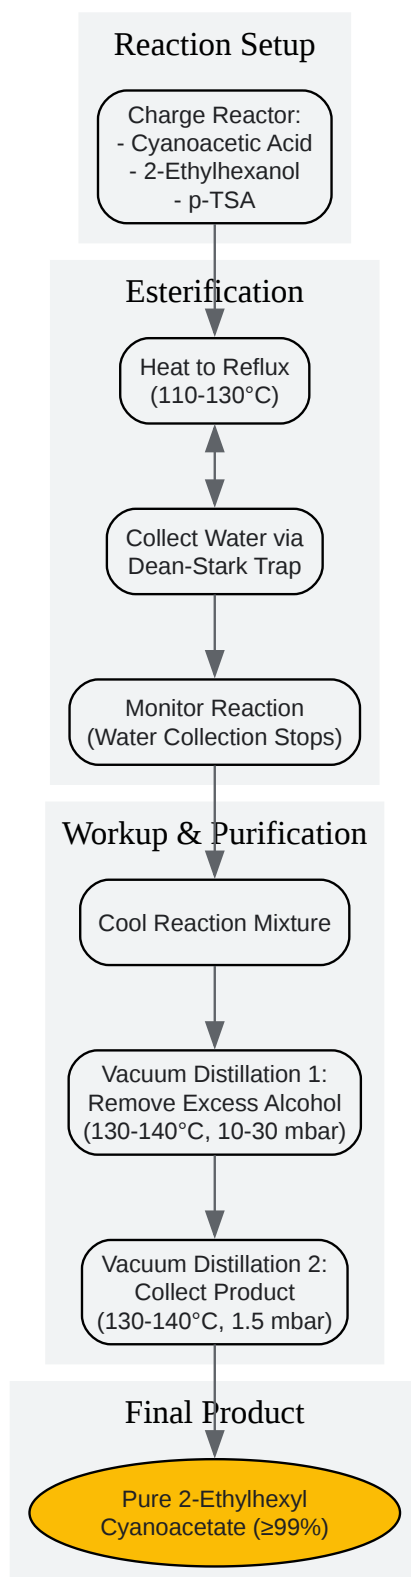 Reaction Setup
Charge Reactor:
- Cyanoacetic Acid
- 2-Ethylhexanol
- p-TSA
Esterification
Heat to Reflux
(110-130°C)
Collect Water via
Dean-Stark Trap
Monitor Reaction
(Water Collection Stops)
Workup & Purification
Cool Reaction Mixture
Vacuum Distillation 1:
Remove Excess Alcohol
(130-140°C, 10-30 mbar)
Vacuum Distillation 2:
Collect Product
(130-140°C, 1.5 mbar)
Final Product
Pure 2-Ethylhexyl
Cyanoacetate (≥99%)